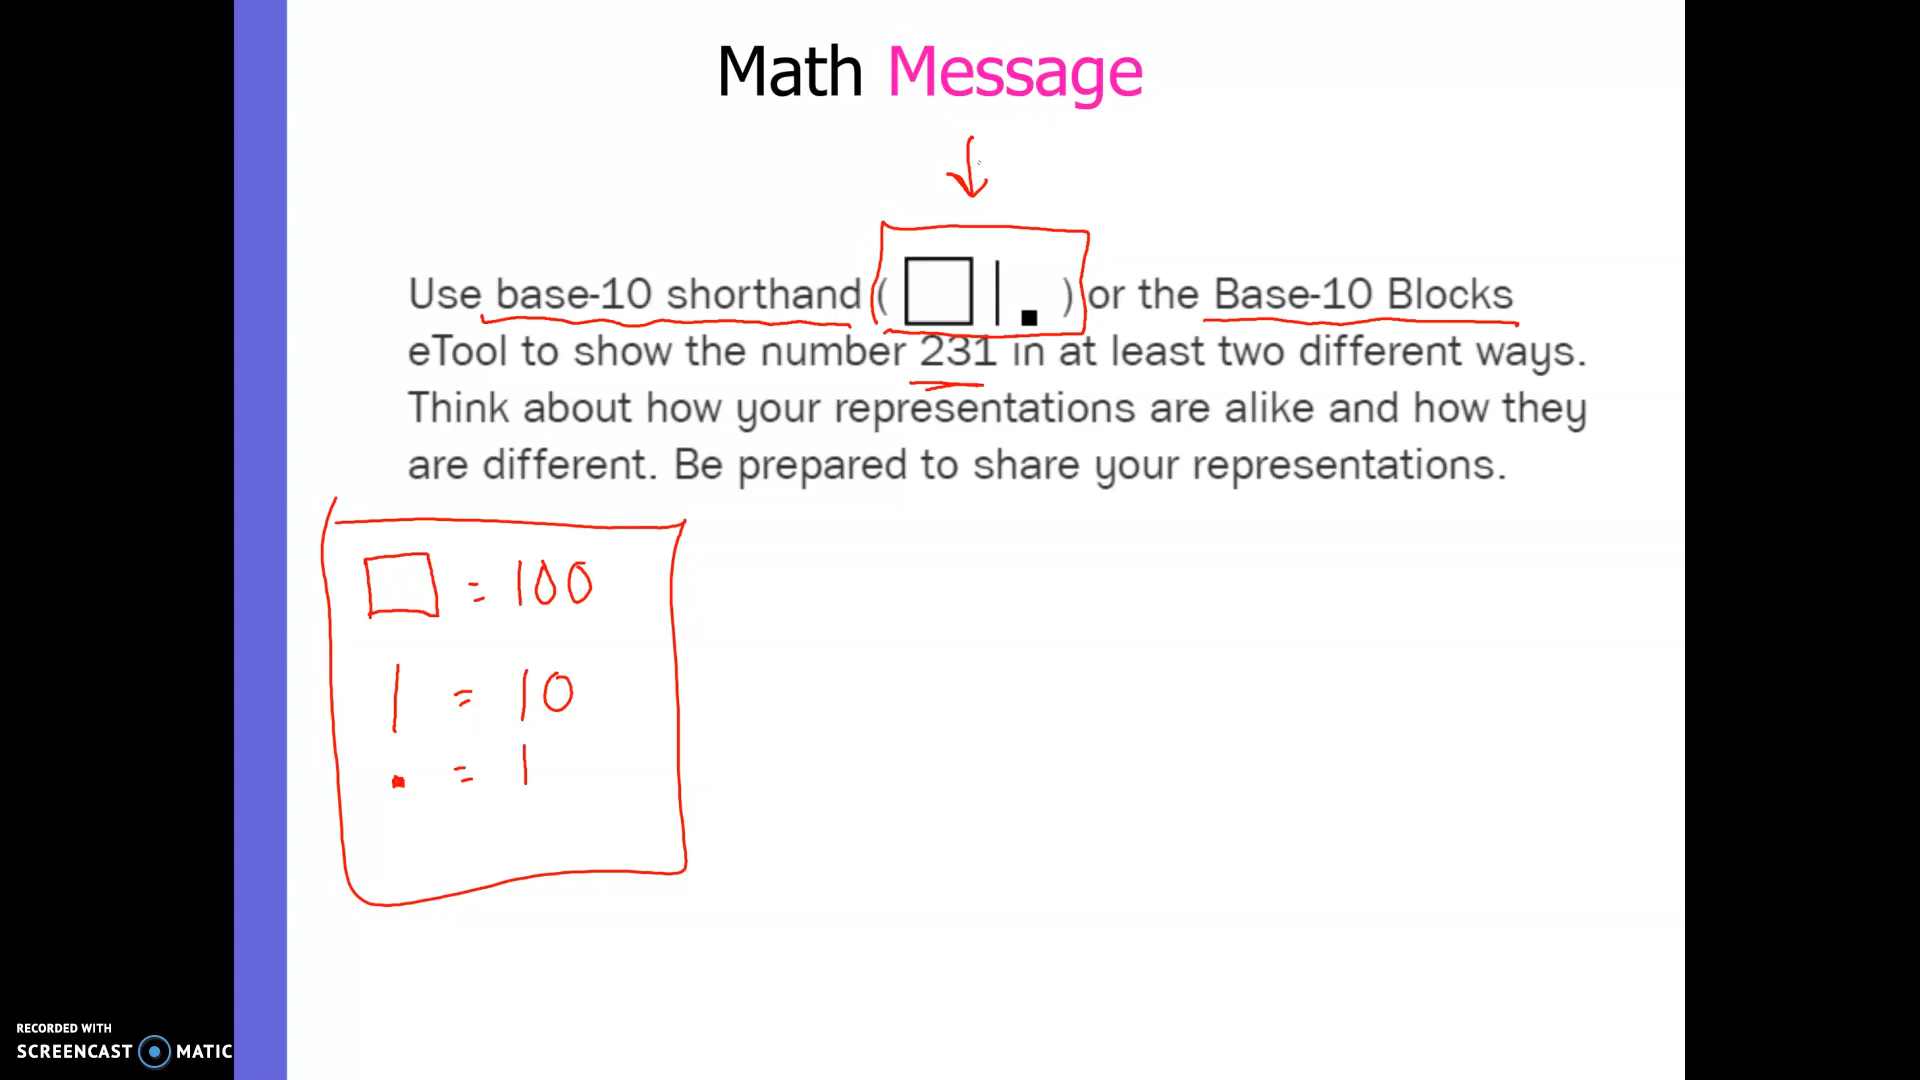 Math Message
Use base-10 shorthand ( □ | ▪ ) or the Base-10 Blocks
eTool to show the number 231 in at least two different ways.
Think about how your representations are alike and how they
are different. Be prepared to share your representations.
□ = 100
| = 10
▪ = 1
RECORDED WITH
SCREENCAST MATIC